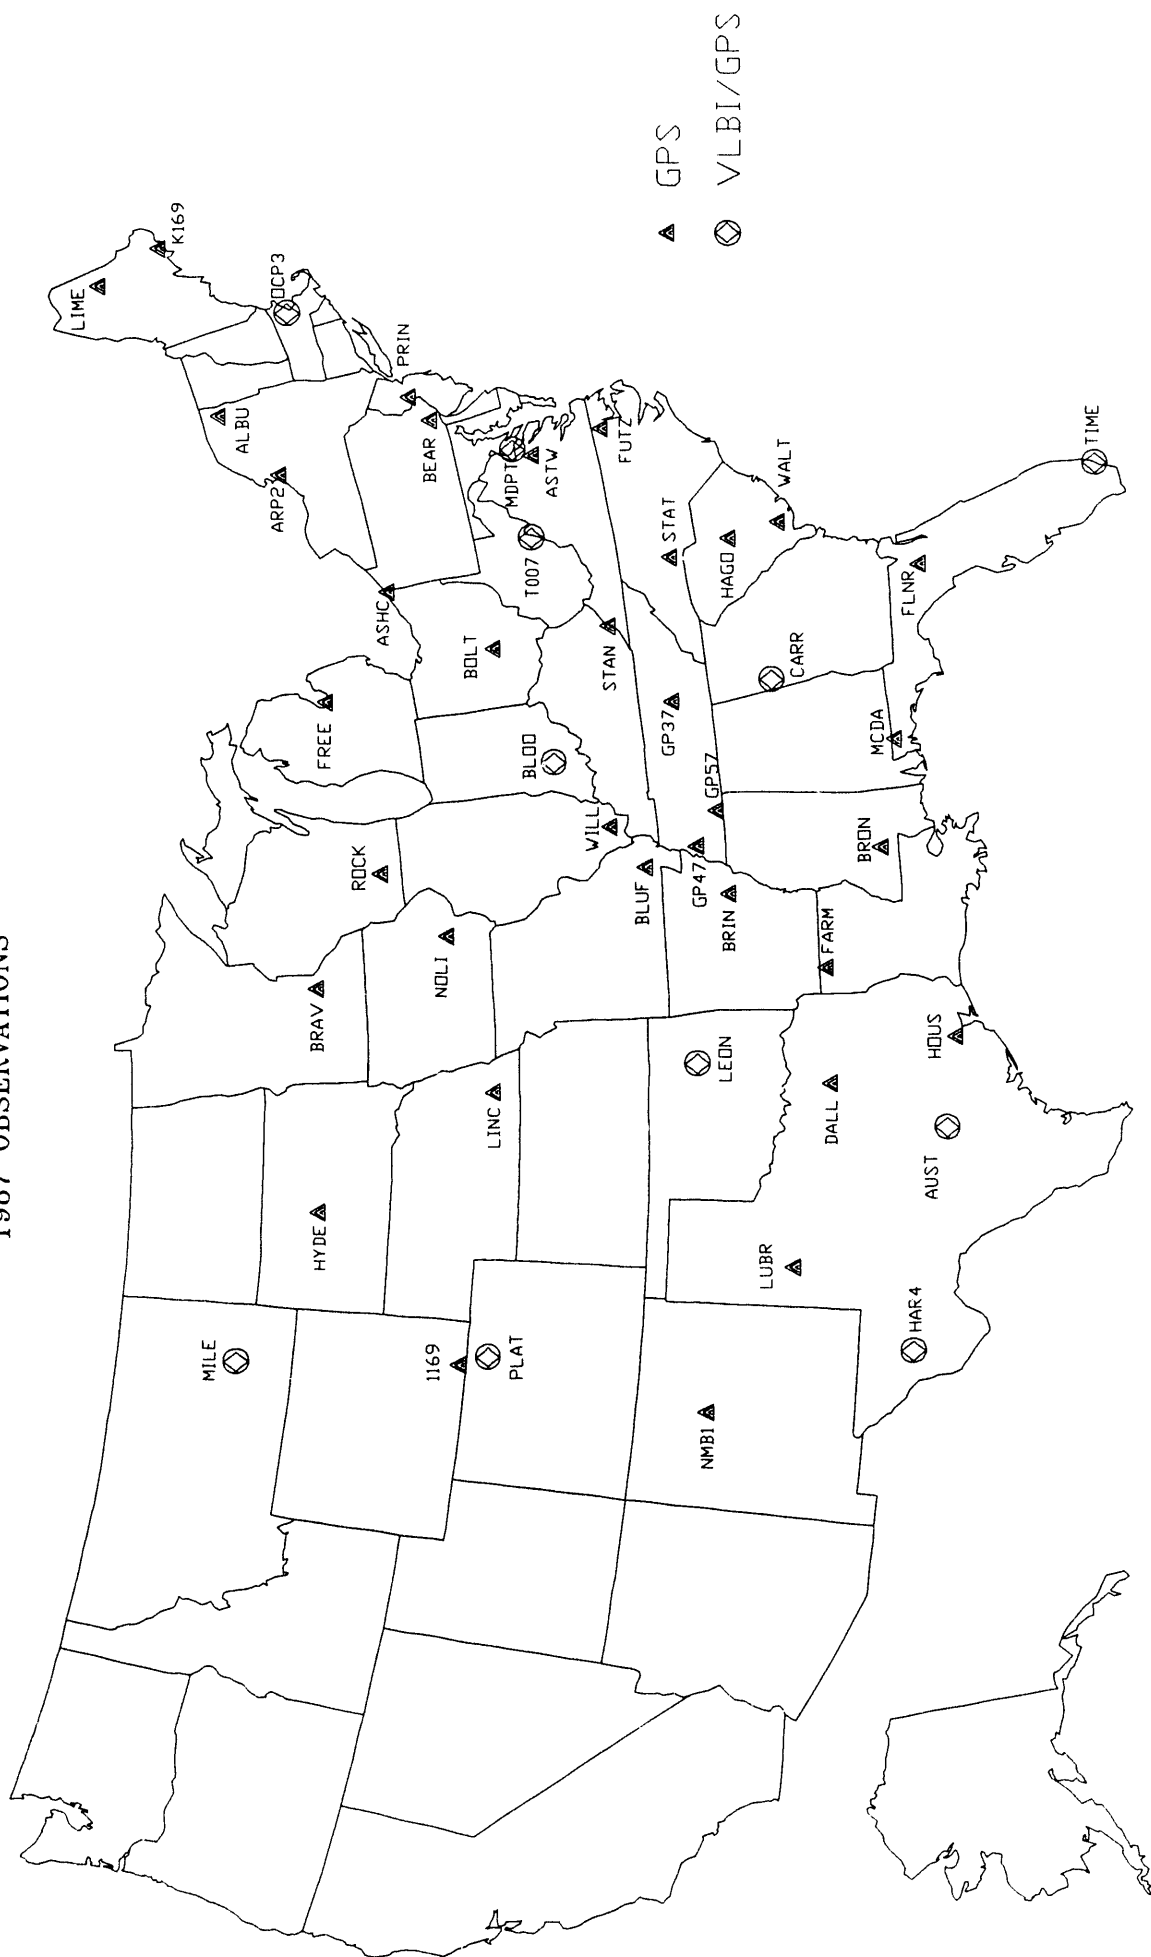 1987 OBSERVATIONS
LIME
K169
OCP3
PRIN
ALBU
ARP2
BEAR
MDPT
ASTW
FUTZ
T007
ASHC
BOLT
STAN
STAT
HAGO
WALT
TIME
FLNR
CARR
FREE
BLOO
GP37
GP57
MCDA
ROCK
WILL
BLUF
GP47
BRIN
BRON
FARM
NOLI
BRAV
LINC
LEON
DALL
HOUS
AUST
HYDE
LUBR
HAR4
MILE
1169
PLAT
NMB1
GPS
VLBI/GPS